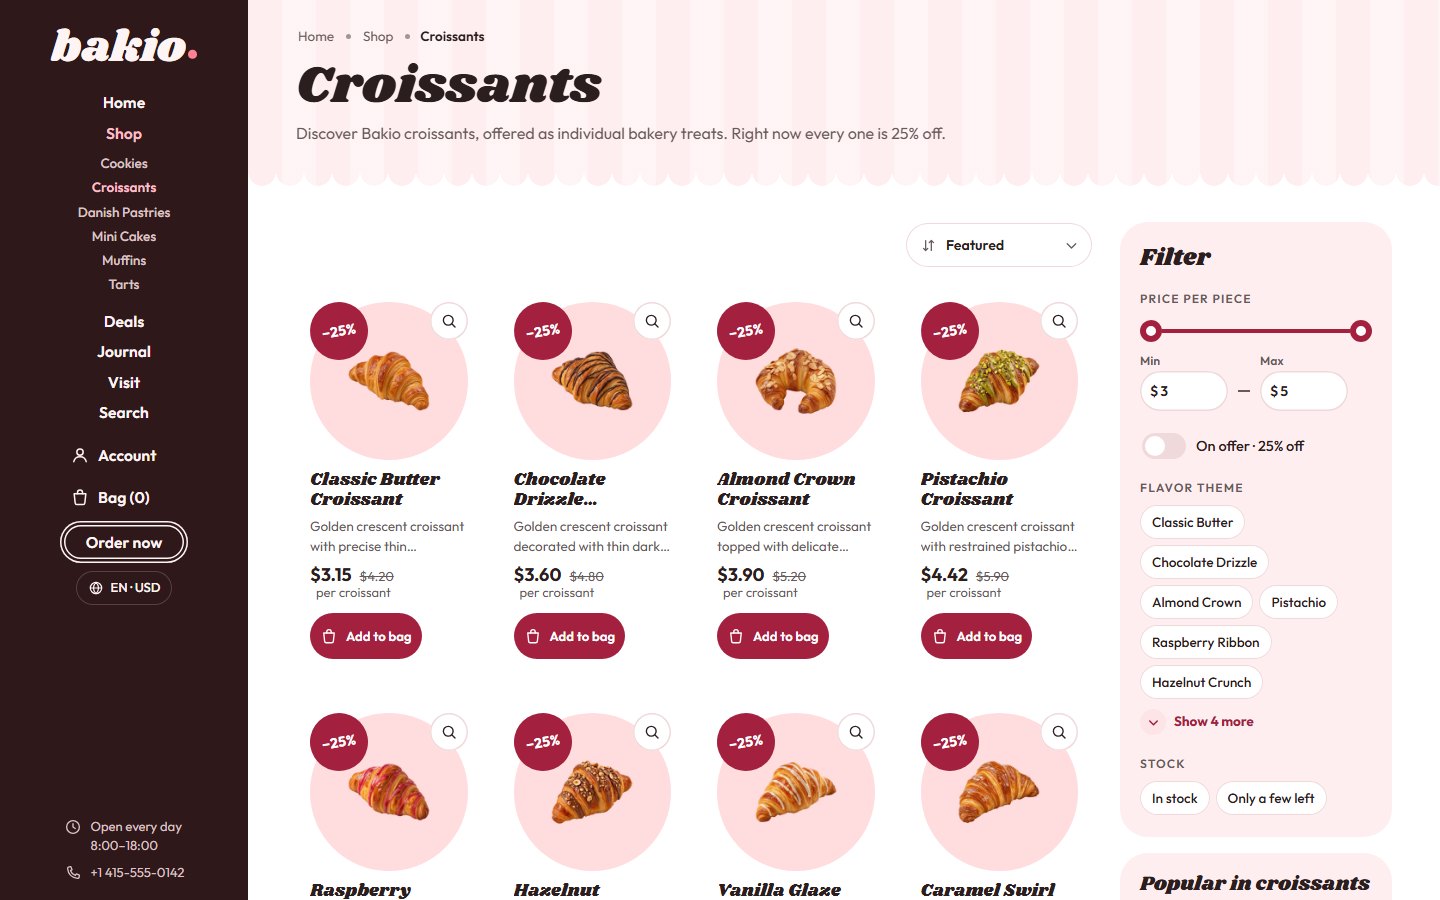 bakio.
Home
Shop
Cookies
Croissants
Danish Pastries
Mini Cakes
Muffins
Tarts
Deals
Journal
Visit
Search
Account
Bag (0)
Order now
EN · USD
Open every day
8:00–18:00
+1 415-555-0142
Home • Shop • Croissants
Croissants
Discover Bakio croissants, offered as individual bakery treats. Right now every one is 25% off.
Featured
–25%
Classic Butter
Croissant
Golden crescent croissant
with precise thin...
$3.15 $4.20
per croissant
Add to bag
–25%
Chocolate
Drizzle...
Golden crescent croissant
decorated with thin dark...
$3.60 $4.80
per croissant
Add to bag
–25%
Almond Crown
Croissant
Golden crescent croissant
topped with delicate...
$3.90 $5.20
per croissant
Add to bag
–25%
Pistachio
Croissant
Golden crescent croissant
with restrained pistachio...
$4.42 $5.90
per croissant
Add to bag
–25%
Raspberry
–25%
Hazelnut
–25%
Vanilla Glaze
–25%
Caramel Swirl
Filter
PRICE PER PIECE
Min Max
$3 — $5
On offer · 25% off
FLAVOR THEME
Classic Butter
Chocolate Drizzle
Almond Crown Pistachio
Raspberry Ribbon
Hazelnut Crunch
Show 4 more
STOCK
In stock Only a few left
Popular in croissants